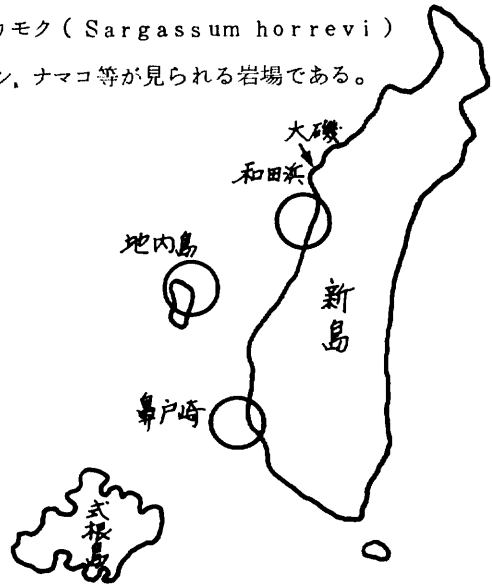 カモク（Sargassum horrevi）
ン、ナマコ等が見られる岩場である。
大磯
和田浜
地内島
新島
鼻戸崎
式根島